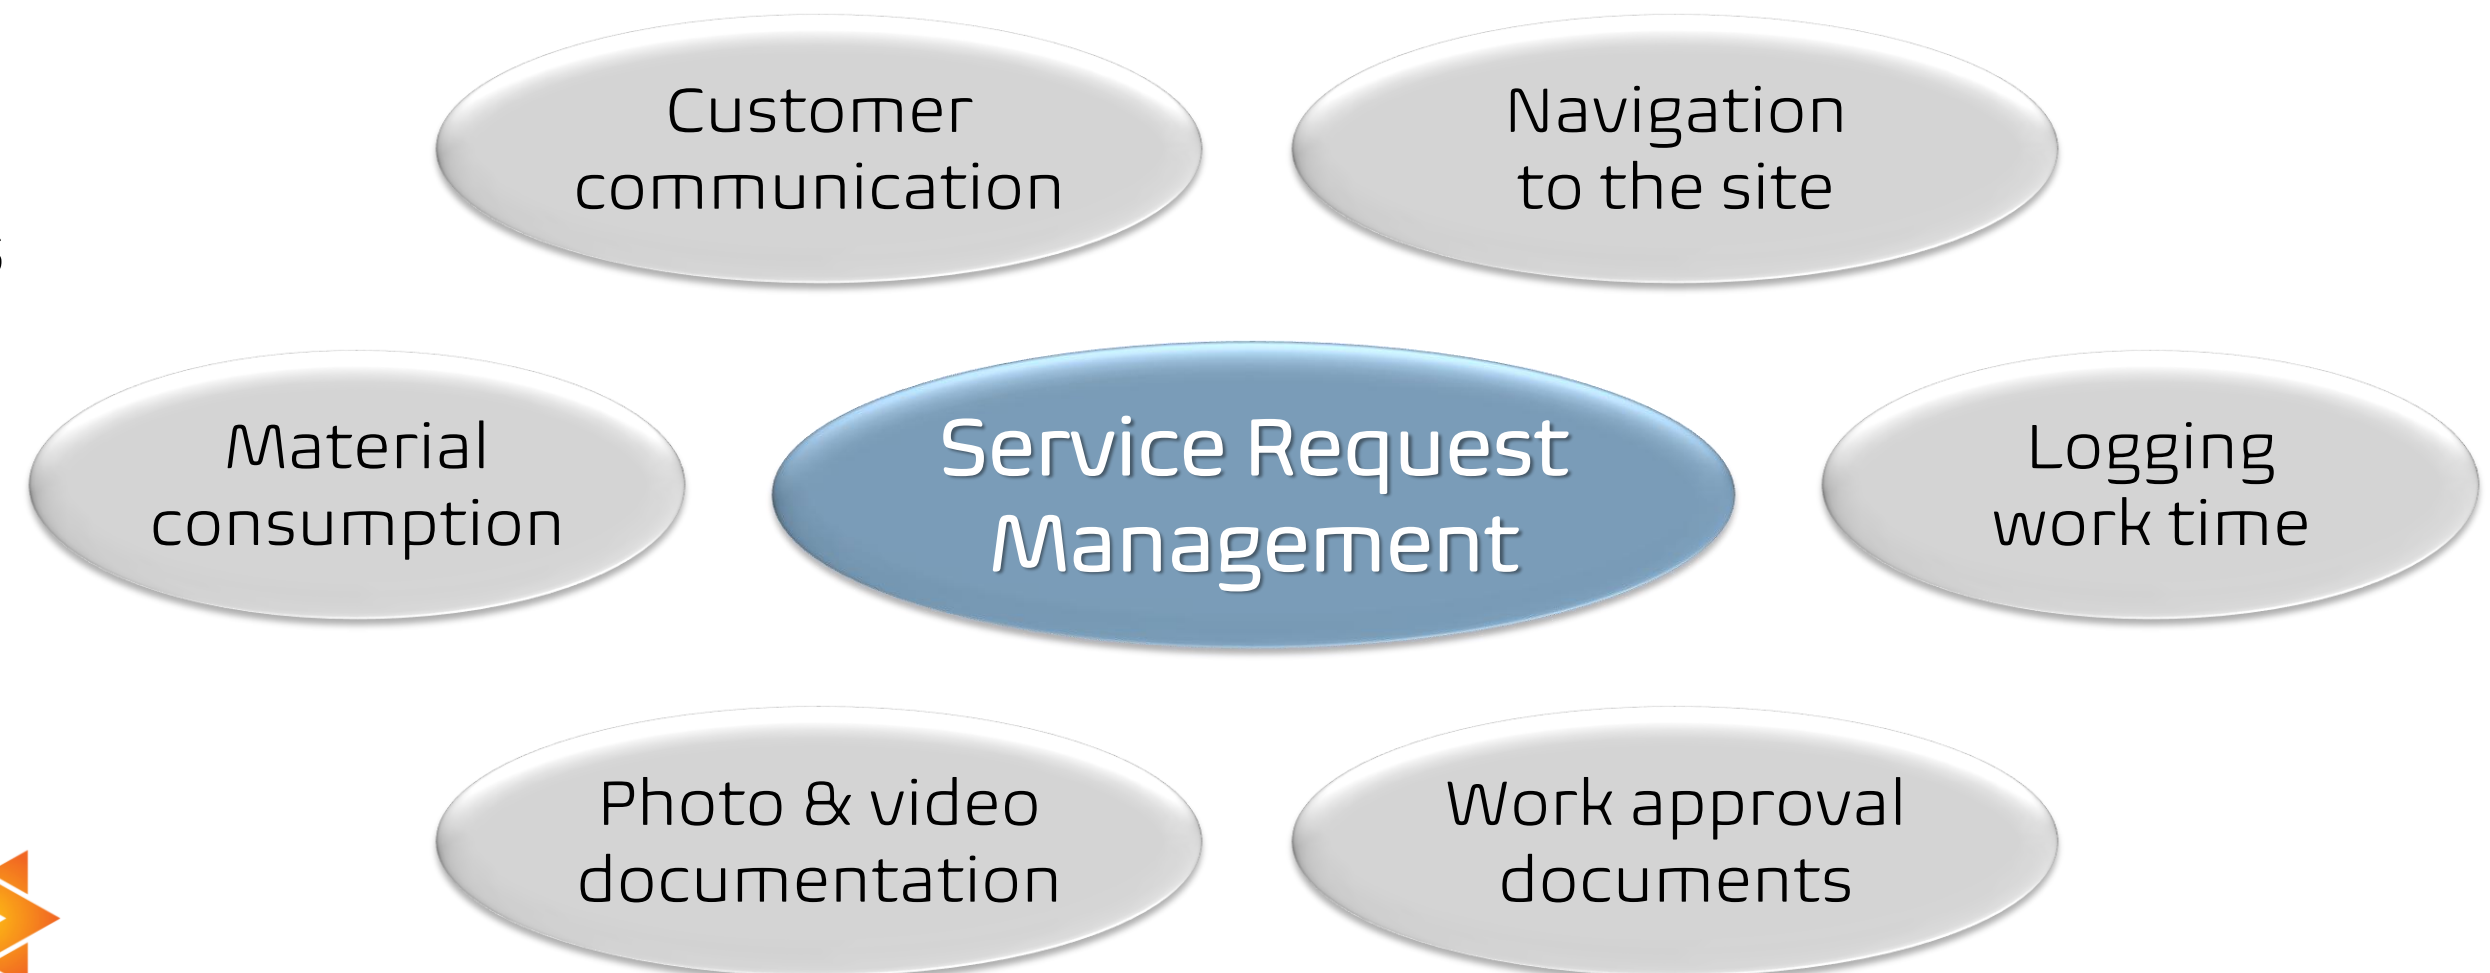 Customer
communication
Navigation
to the site
Material
consumption
Service Request
Management
Logging
work time
Photo & video
documentation
Work approval
documents